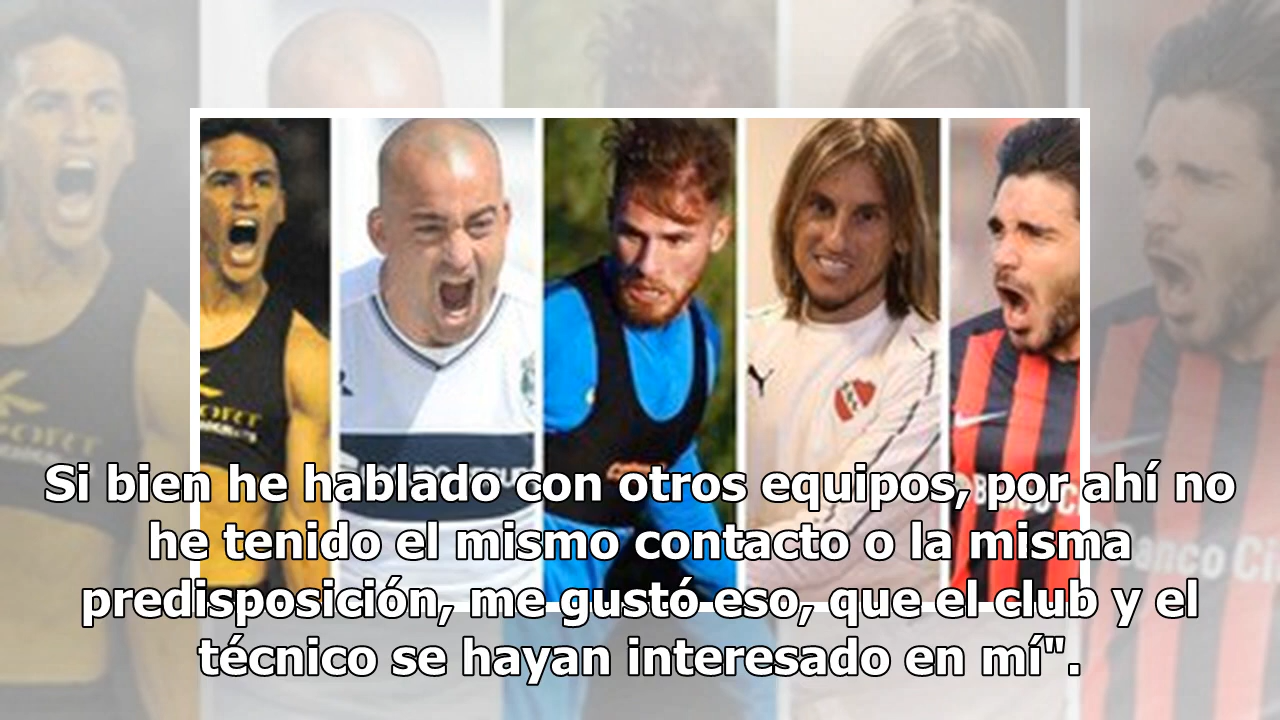 Si bien he hablado con otros equipos, por ahí no
he tenido el mismo contacto o la misma
predisposición, me gustó eso, que el club y el
técnico se hayan interesado en mí".